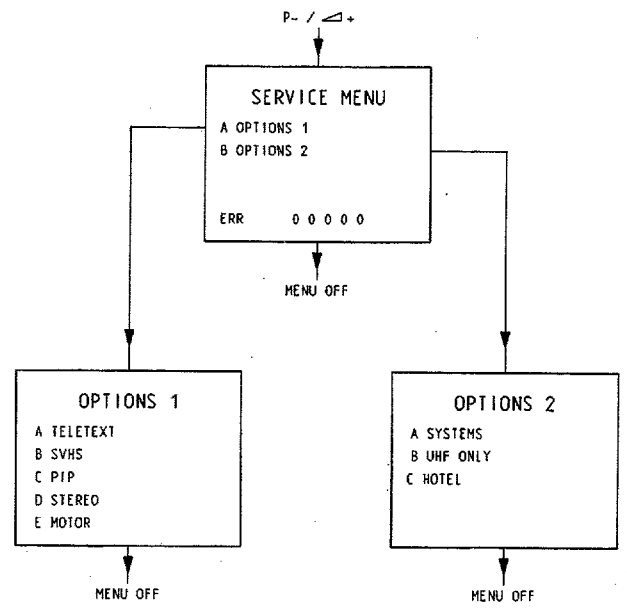 P- / ⊿ +
SERVICE MENU
A OPTIONS 1
B OPTIONS 2
ERR 0 0 0 0 0
MENU OFF
OPTIONS 1
A TELETEXT
B SVHS
C PIP
D STEREO
E MOTOR
MENU OFF
OPTIONS 2
A SYSTEMS
B UHF ONLY
C HOTEL
MENU OFF